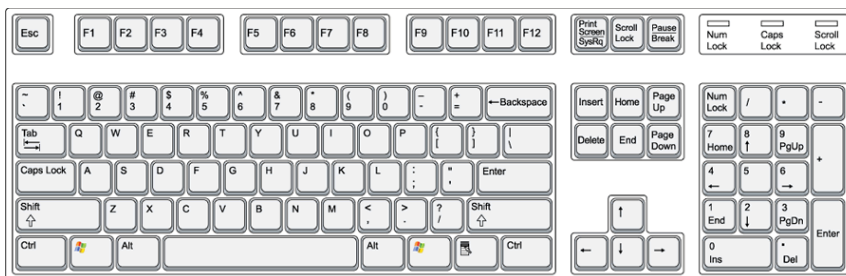 Esc F1 F2 F3 F4 F5 F6 F7 F8 F9 F10 F11 F12 Print Screen SysRq Scroll Lock Pause Break Num Lock Caps Lock Scroll Lock
~ ` ! 1 @ 2 # 3 $ 4 % 5 ^ 6 & 7 * 8 ( 9 ) 0 _ - + = ←Backspace Insert Home Page Up Num Lock / * -
Tab Q W E R T Y U I O P { [ } ] | \ Delete End Page Down 7 Home 8 ↑ 9 PgUp +
Caps Lock A S D F G H J K L : ; " ' Enter 4 ← 5 6 →
Shift ⇧ Z X C V B N M < , > . ? / Shift ⇧ ↑ 1 End 2 ↓ 3 PgDn Enter
Ctrl Alt Alt Ctrl ← ↓ → 0 Ins . Del